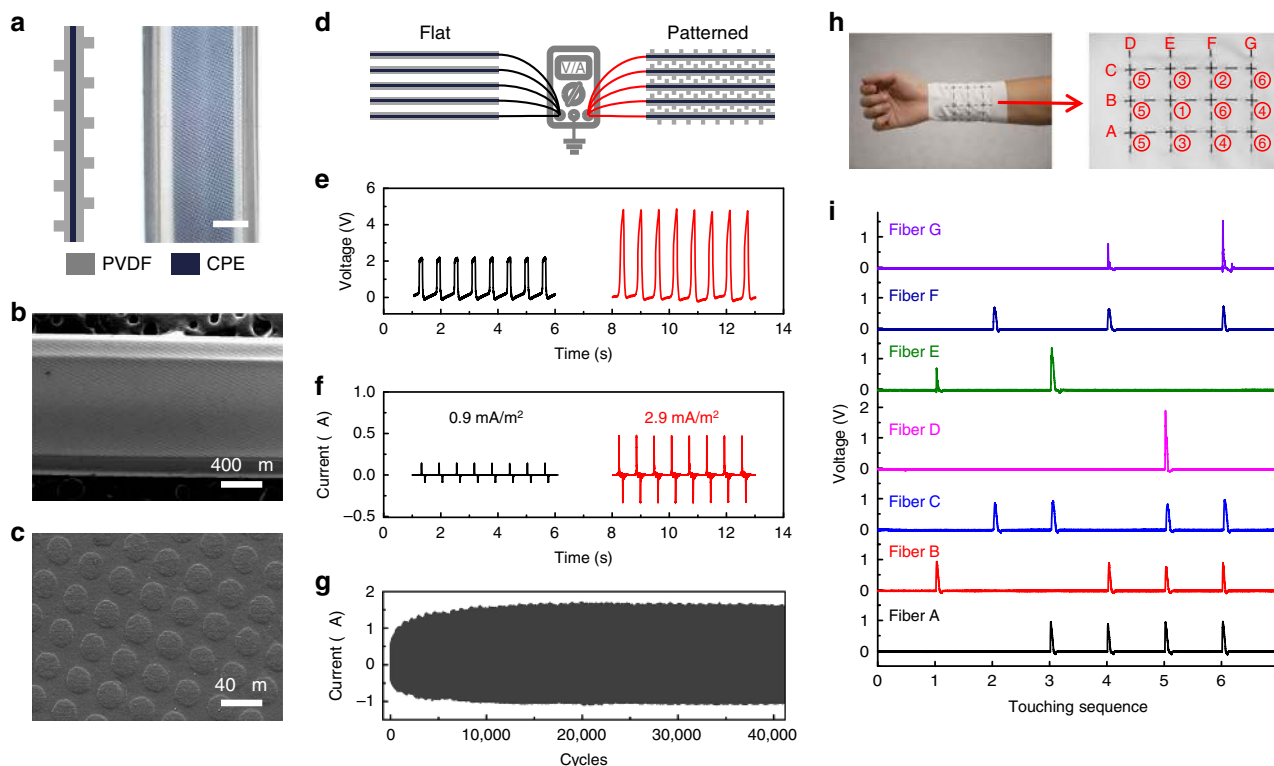 a
PVDF
CPE
b
400 m
c
40 m
d
Flat
Patterned
V/A
e
Voltage (V)
6
4
2
0
0 2 4 6 8 10 12 14
Time (s)
f
Current ( A)
1.0
0.5
0.0
–0.5
0.9 mA/m²
2.9 mA/m²
0 2 4 6 8 10 12 14
Time (s)
g
Current ( A)
2
1
0
–1
0 10,000 20,000 30,000 40,000
Cycles
h
D E F G
C
⑤ ③ ② ⑥
B
⑤ ① ⑥ ④
A
⑤ ③ ④ ⑥
i
Voltage (V)
Fiber G
1
0
Fiber F
1
0
Fiber E
1
0
2
Fiber D
1
0
Fiber C
1
0
Fiber B
1
0
Fiber A
1
0
0 1 2 3 4 5 6
Touching sequence